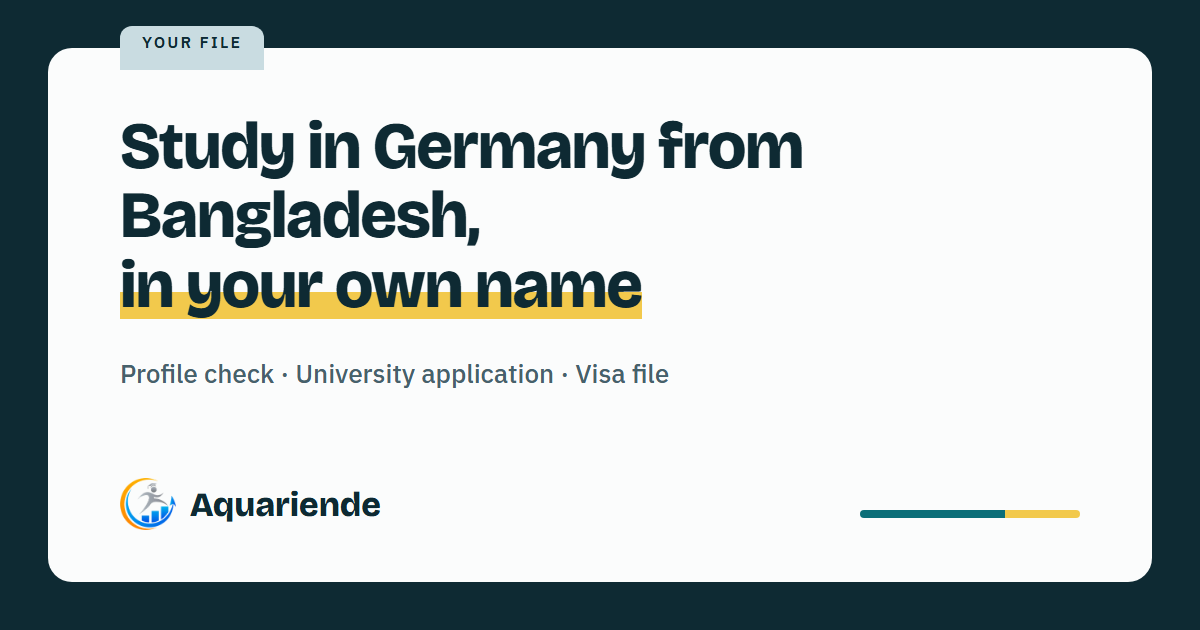 YOUR FILE
Study in Germany from
Bangladesh,
in your own name
Profile check · University application · Visa file
Aquariende